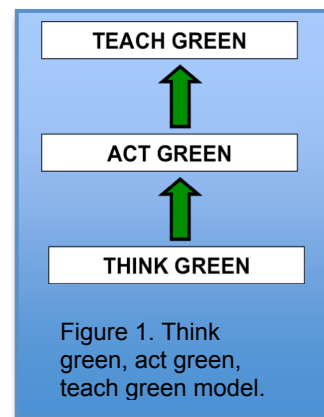 TEACH GREEN
ACT GREEN
THINK GREEN
Figure 1. Think
green, act green,
teach green model.